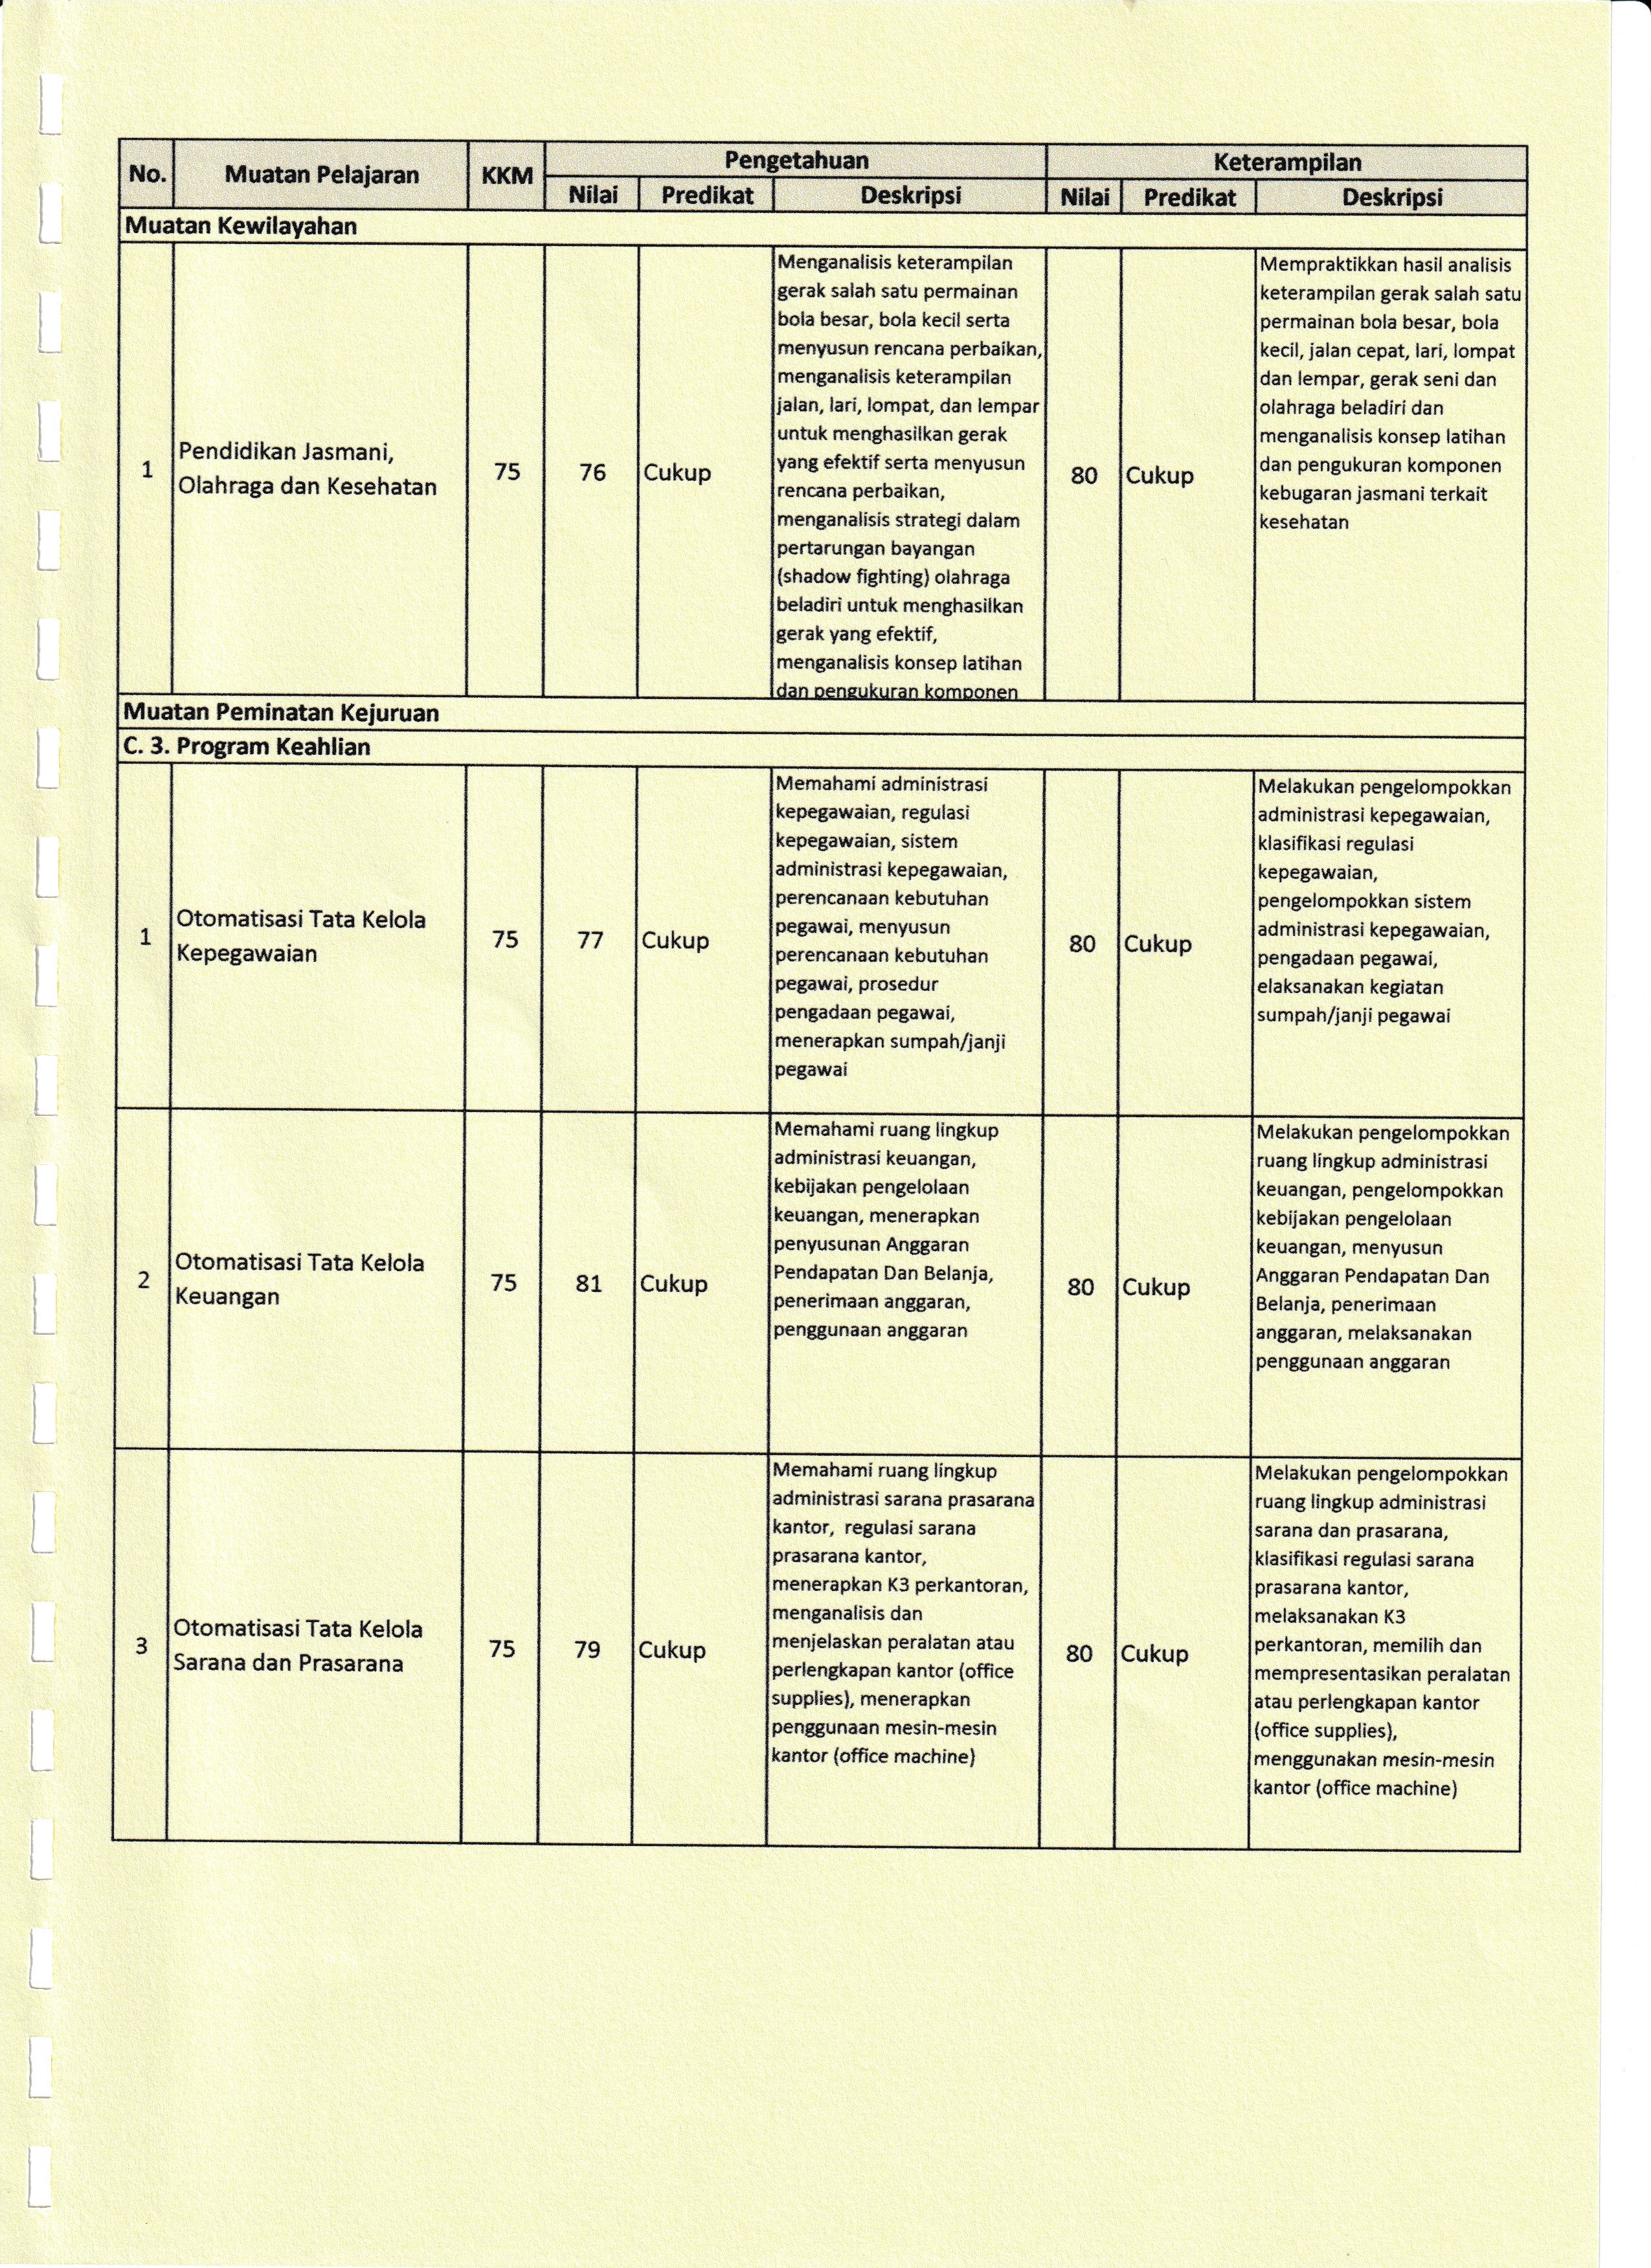 No. Muatan Pelajaran KKM Pengetahuan Keterampilan
Nilai Predikat Deskripsi Nilai Predikat Deskripsi
Muatan Kewilayahan
1
Pendidikan Jasmani,
Olahraga dan Kesehatan
75
76
Cukup
Menganalisis keterampilan
gerak salah satu permainan
bola besar, bola kecil serta
menyusun rencana perbaikan,
menganalisis keterampilan
jalan, lari, lompat, dan lempar
untuk menghasilkan gerak
yang efektif serta menyusun
rencana perbaikan,
menganalisis strategi dalam
pertarungan bayangan
(shadow fighting) olahraga
beladiri untuk menghasilkan
gerak yang efektif,
menganalisis konsep latihan
dan pengukuran komponen
80
Cukup
Mempraktikkan hasil analisis
keterampilan gerak salah satu
permainan bola besar, bola
kecil, jalan cepat, lari, lompat
dan lempar, gerak seni dan
olahraga beladiri dan
menganalisis konsep latihan
dan pengukuran komponen
kebugaran jasmani terkait
kesehatan
Muatan Peminatan Kejuruan
C. 3. Program Keahlian
1
Otomatisasi Tata Kelola
Kepegawaian
75
77
Cukup
Memahami administrasi
kepegawaian, regulasi
kepegawaian, sistem
administrasi kepegawaian,
perencanaan kebutuhan
pegawai, menyusun
perencanaan kebutuhan
pegawai, prosedur
pengadaan pegawai,
menerapkan sumpah/janji
pegawai
80
Cukup
Melakukan pengelompokkan
administrasi kepegawaian,
klasifikasi regulasi
kepegawaian,
pengelompokkan sistem
administrasi kepegawaian,
pengadaan pegawai,
elaksanakan kegiatan
sumpah/janji pegawai
2
Otomatisasi Tata Kelola
Keuangan
75
81
Cukup
Memahami ruang lingkup
administrasi keuangan,
kebijakan pengelolaan
keuangan, menerapkan
penyusunan Anggaran
Pendapatan Dan Belanja,
penerimaan anggaran,
penggunaan anggaran
80
Cukup
Melakukan pengelompokkan
ruang lingkup administrasi
keuangan, pengelompokkan
kebijakan pengelolaan
keuangan, menyusun
Anggaran Pendapatan Dan
Belanja, penerimaan
anggaran, melaksanakan
penggunaan anggaran
3
Otomatisasi Tata Kelola
Sarana dan Prasarana
75
79
Cukup
Memahami ruang lingkup
administrasi sarana prasarana
kantor, regulasi sarana
prasarana kantor,
menerapkan K3 perkantoran,
menganalisis dan
menjelaskan peralatan atau
perlengkapan kantor (office
supplies), menerapkan
penggunaan mesin-mesin
kantor (office machine)
80
Cukup
Melakukan pengelompokkan
ruang lingkup administrasi
sarana dan prasarana,
klasifikasi regulasi sarana
prasarana kantor,
melaksanakan K3
perkantoran, memilih dan
mempresentasikan peralatan
atau perlengkapan kantor
(office supplies),
menggunakan mesin-mesin
kantor (office machine)